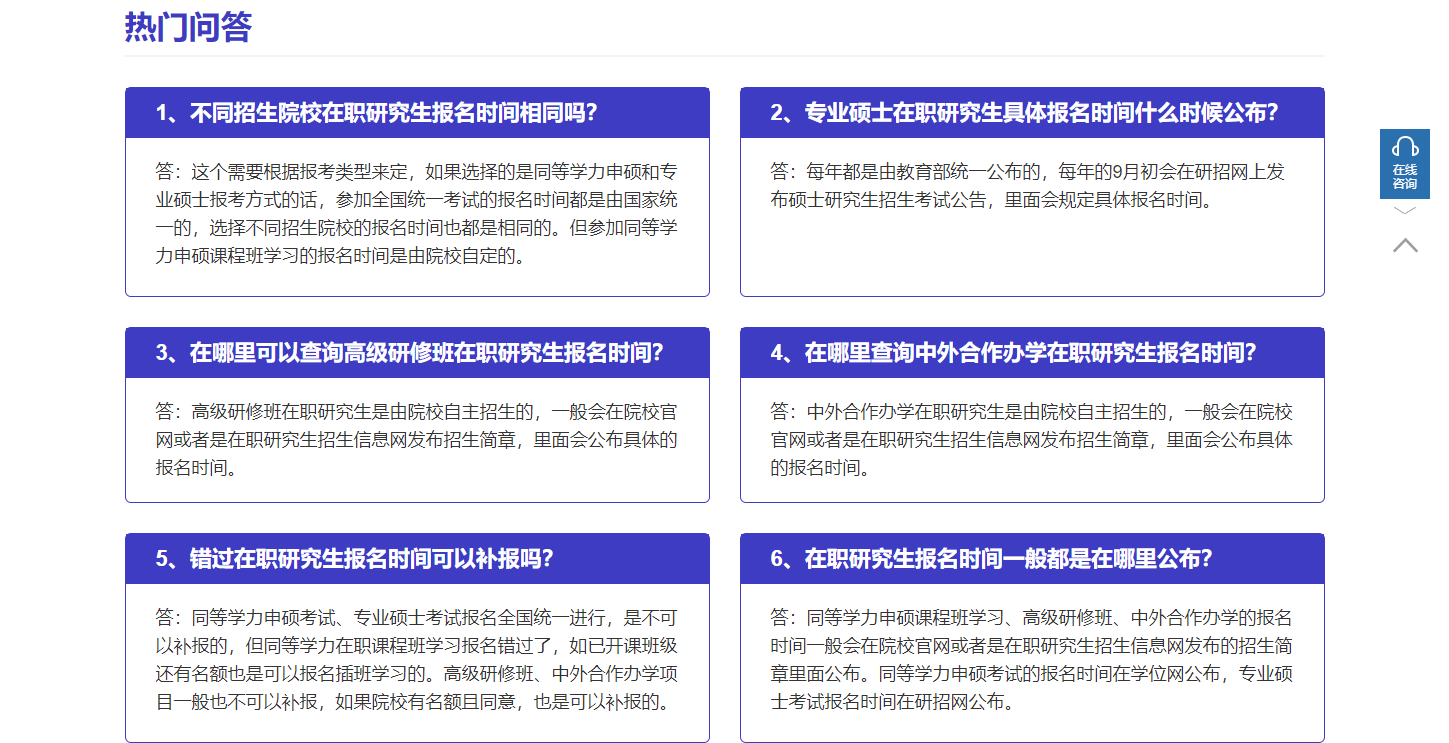 热门问答
1、不同招生院校在职研究生报名时间相同吗？
答：这个需要根据报考类型来定，如果选择的是同等学力申硕和专
业硕士报考方式的话，参加全国统一考试的报名时间都是由国家统
一的，选择不同招生院校的报名时间也都是相同的。但参加同等学
力申硕课程班学习的报名时间是由院校自定的。
2、专业硕士在职研究生具体报名时间什么时候公布？
答：每年都是由教育部统一公布的，每年的9月初会在研招网上发
布硕士研究生招生考试公告，里面会规定具体报名时间。
3、在哪里可以查询高级研修班在职研究生报名时间？
答：高级研修班在职研究生是由院校自主招生的，一般会在院校官
网或者是在职研究生招生信息网发布招生简章，里面会公布具体的
报名时间。
4、在哪里查询中外合作办学在职研究生报名时间？
答：中外合作办学在职研究生是由院校自主招生的，一般会在院校
官网或者是在职研究生招生信息网发布招生简章，里面会公布具体
的报名时间。
5、错过在职研究生报名时间可以补报吗？
答：同等学力申硕考试、专业硕士考试报名全国统一进行，是不可
以补报的，但同等学力在职课程班学习报名错过了，如已开课班级
还有名额也是可以报名插班学习的。高级研修班、中外合作办学项
目一般也不可以补报，如果院校有名额且同意，也是可以补报的。
6、在职研究生报名时间一般都是在哪里公布？
答：同等学力申硕课程班学习、高级研修班、中外合作办学的报名
时间一般会在院校官网或者是在职研究生招生信息网发布的招生简
章里面公布。同等学力申硕考试的报名时间在学位网公布，专业硕
士考试报名时间在研招网公布。
在线
咨询